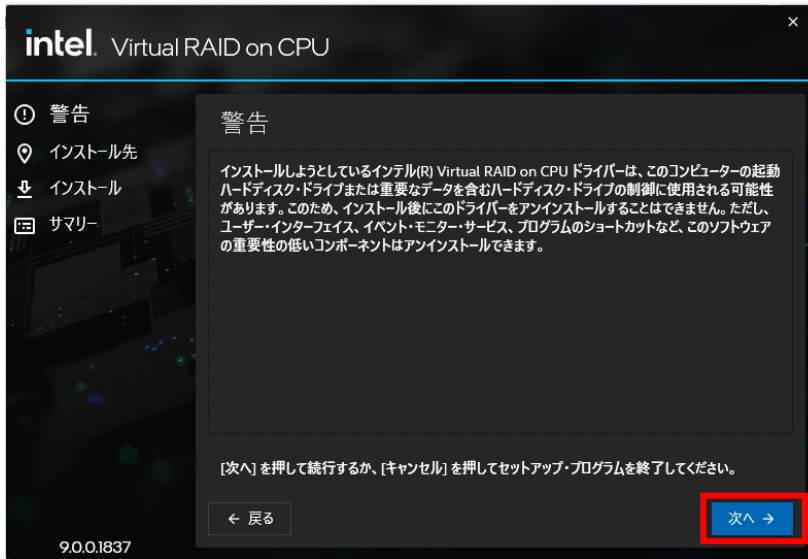 intel. Virtual RAID on CPU
警告
インストール先
インストール
サマリー
9.0.0.1837
警告
インストールしようとしているインテル(R) Virtual RAID on CPU ドライバーは、このコンピューターの起動
ハードディスク・ドライブまたは重要なデータを含むハードディスク・ドライブの制御に使用される可能性
があります。このため、インストール後にこのドライバーをアンインストールすることはできません。ただし、
ユーザー・インターフェイス、イベント・モニター・サービス、プログラムのショートカットなど、このソフトウェア
の重要性の低いコンポーネントはアンインストールできます。
[次へ] を押して続行するか、[キャンセル] を押してセットアップ・プログラムを終了してください。
← 戻る
次へ →